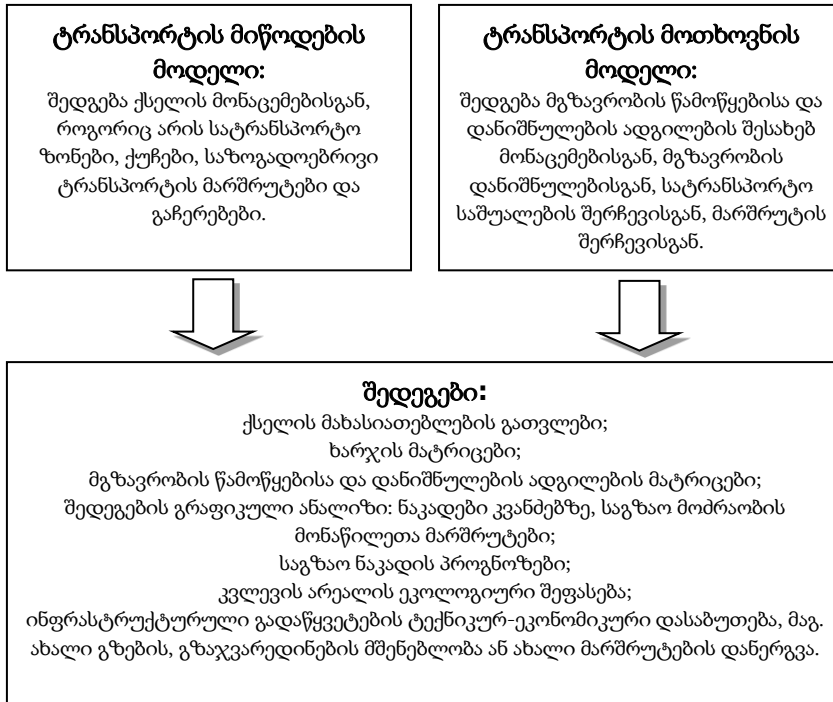 ტრანსპორტის მიწოდების
მოდელი:
შედგება ქსელის მონაცემებისგან,
როგორიც არის სატრანსპორტო
ზონები, ქუჩები, საზოგადოებრივი
ტრანსპორტის მარშრუტები და
გაჩერებები.
ტრანსპორტის მოთხოვნის
მოდელი:
შედგება მგზავრობის წამოწყებისა და
დანიშნულების ადგილების შესახებ
მონაცემებისგან, მგზავრობის
დანიშნულებისგან, სატრანსპორტო
საშუალების შერჩევისგან, მარშრუტის
შერჩევისგან.
შედეგები:
ქსელის მახასიათებლების გათვლები;
ხარჯის მატრიცები;
მგზავრობის წამოწყებისა და დანიშნულების ადგილების მატრიცები;
შედეგების გრაფიკული ანალიზი: ნაკადები კვანძებზე, საგზაო მოძრაობის
მონაწილეთა მარშრუტები;
საგზაო ნაკადის პროგნოზები;
კვლევის არეალის ეკოლოგიური შეფასება;
ინფრასტრუქტურული გადაწყვეტების ტექნიკურ-ეკონომიკური დასაბუთება, მაგ.
ახალი გზების, გზაჯვარედინების მშენებლობა ან ახალი მარშრუტების დანერგვა.